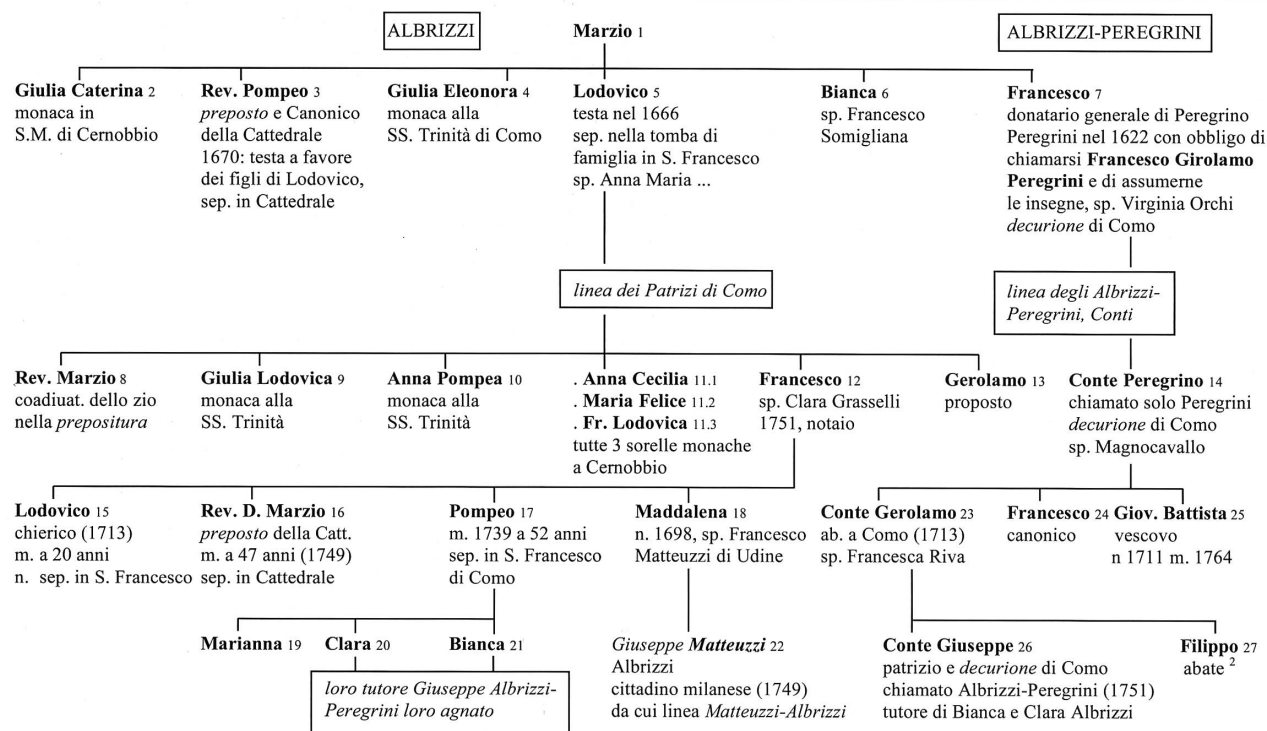 ALBRIZZI
Marzio 1
ALBRIZZI-PEREGRINI
Giulia Caterina 2
monaca in
S.M. di Cernobbio
Rev. Pompeo 3
preposto e Canonico
della Cattedrale
1670: testa a favore
dei figli di Lodovico,
sep. in Cattedrale
Giulia Eleonora 4
monaca alla
SS. Trinità di Como
Lodovico 5
testa nel 1666
sep. nella tomba di
famiglia in S. Francesco
sp. Anna Maria ...
Bianca 6
sp. Francesco
Somigliana
Francesco 7
donatario generale di Peregrino
Peregrini nel 1622 con obbligo di
chiamarsi Francesco Girolamo
Peregrini e di assumerne
le insegne, sp. Virginia Orchi
decurione di Como
linea dei Patrizi di Como
linea degli Albrizzi-
Peregrini, Conti
Rev. Marzio 8
coadiuat. dello zio
nella prepositura
Giulia Lodovica 9
monaca alla
SS. Trinità
Anna Pompea 10
monaca alla
SS. Trinità
. Anna Cecilia 11.1
. Maria Felice 11.2
. Fr. Lodovica 11.3
tutte 3 sorelle monache
a Cernobbio
Francesco 12
sp. Clara Grasselli
1751, notaio
Gerolamo 13
proposto
Conte Peregrino 14
chiamato solo Peregrini
decurione di Como
sp. Magnocavallo
Lodovico 15
chierico (1713)
m. a 20 anni
n. sep. in S. Francesco
Rev. D. Marzio 16
preposto della Catt.
m. a 47 anni (1749)
sep. in Cattedrale
Pompeo 17
m. 1739 a 52 anni
sep. in S. Francesco
di Como
Maddalena 18
n. 1698, sp. Francesco
Matteuzzi di Udine
Conte Gerolamo 23
ab. a Como (1713)
sp. Francesca Riva
Francesco 24
canonico
Giov. Battista 25
vescovo
n 1711 m. 1764
Marianna 19
Clara 20
Bianca 21
loro tutore Giuseppe Albrizzi-
Peregrini loro agnato
Giuseppe Matteuzzi 22
Albrizzi
cittadino milanese (1749)
da cui linea Matteuzzi-Albrizzi
Conte Giuseppe 26
patrizio e decurione di Como
chiamato Albrizzi-Peregrini (1751)
tutore di Bianca e Clara Albrizzi
Filippo 27
abate 2